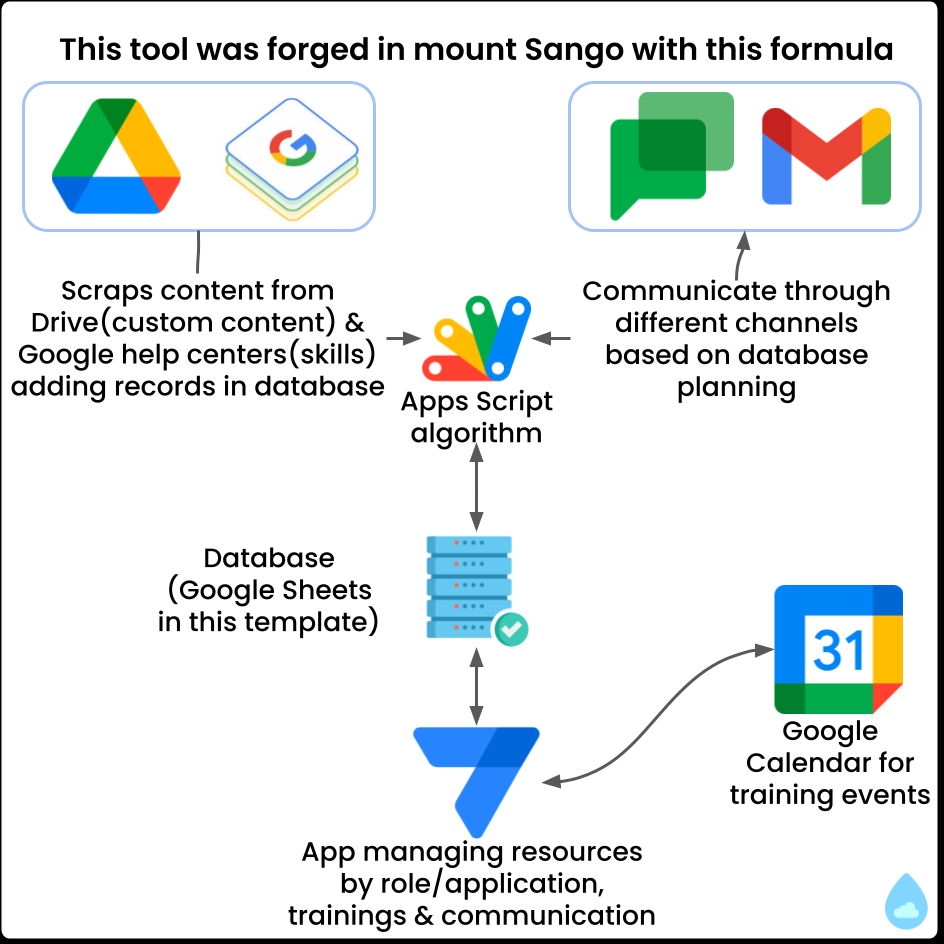 This tool was forged in mount Sango with this formula
G
Scraps content from
Drive(custom content) &
Google help centers(skills)
adding records in database
Communicate through
different channels
based on database
planning
Apps Script
algorithm
Database
(Google Sheets
in this template)
31
Google
Calendar for
training events
App managing resources
by role/application,
trainings & communication